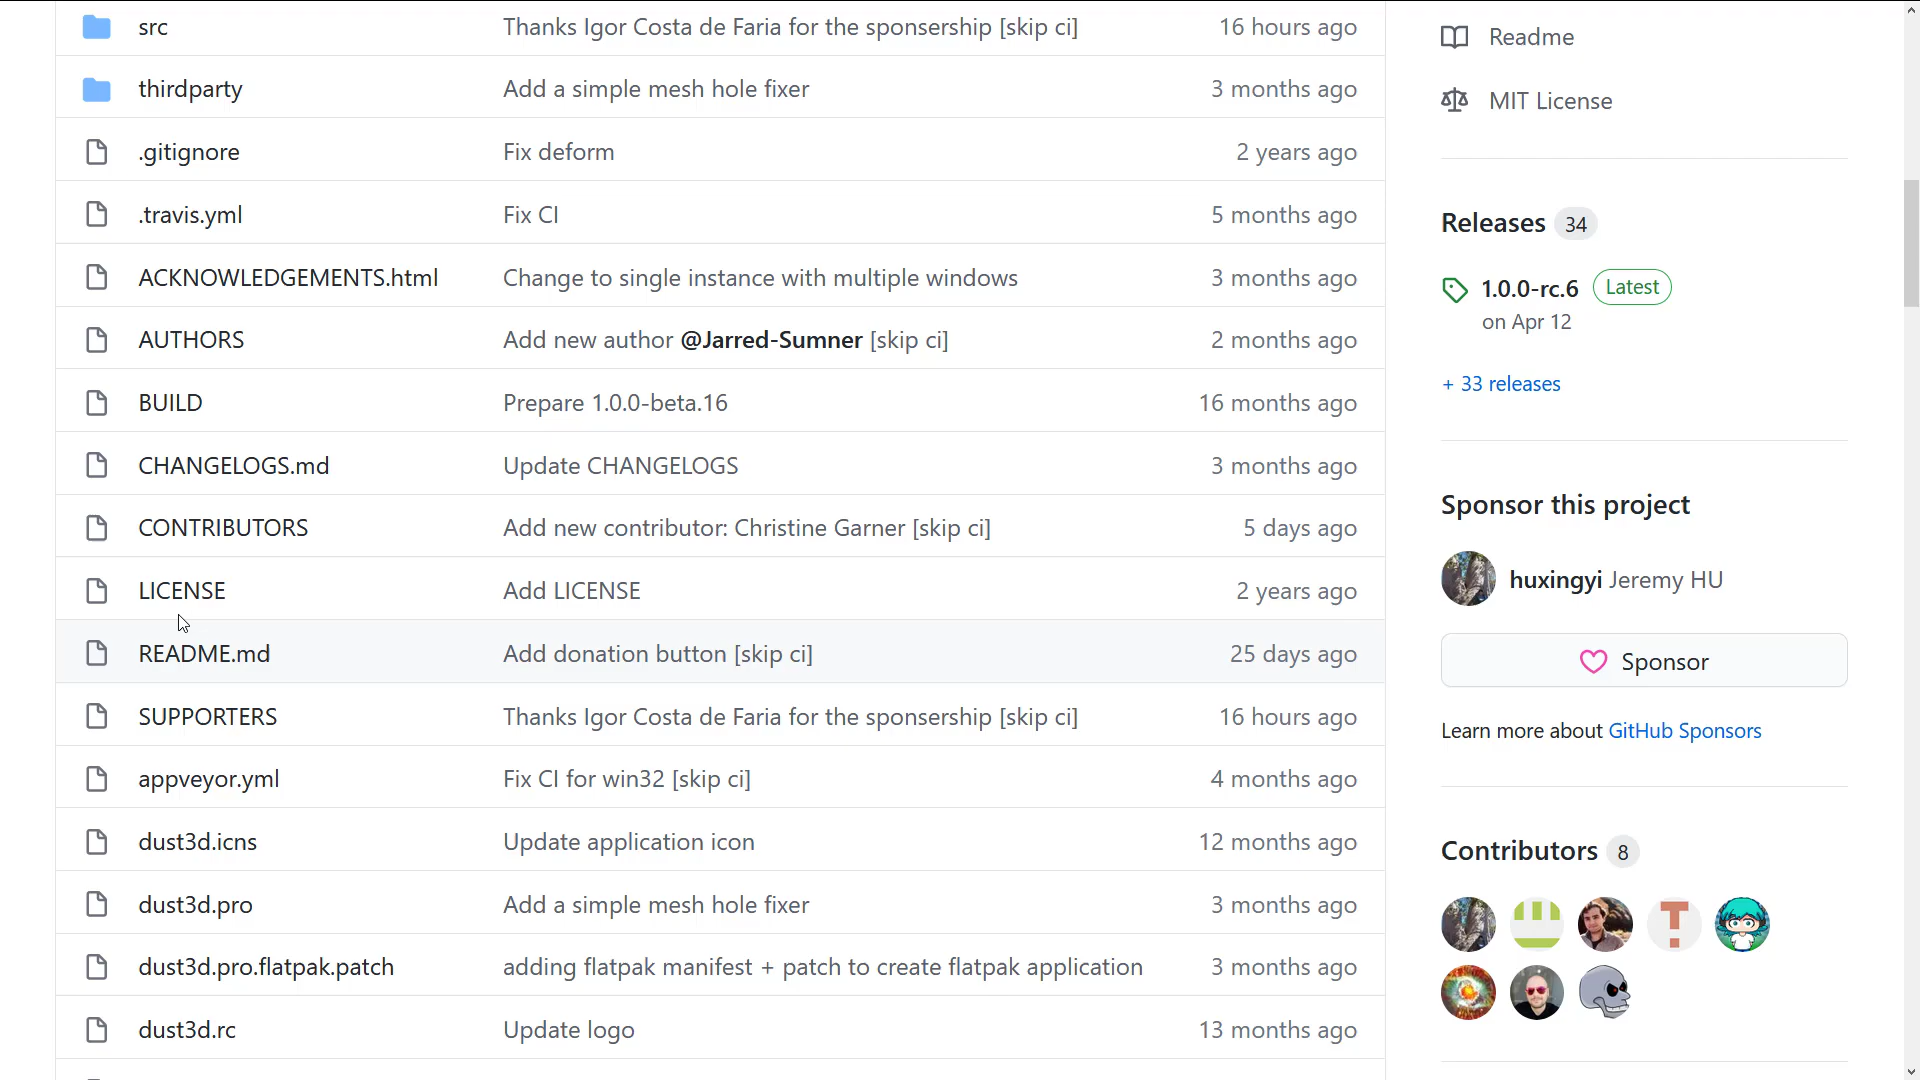 src Thanks Igor Costa de Faria for the sponsership [skip ci] 16 hours ago
thirdparty Add a simple mesh hole fixer 3 months ago
.gitignore Fix deform 2 years ago
.travis.yml Fix CI 5 months ago
ACKNOWLEDGEMENTS.html Change to single instance with multiple windows 3 months ago
AUTHORS Add new author @Jarred-Sumner [skip ci] 2 months ago
BUILD Prepare 1.0.0-beta.16 16 months ago
CHANGELOGS.md Update CHANGELOGS 3 months ago
CONTRIBUTORS Add new contributor: Christine Garner [skip ci] 5 days ago
LICENSE Add LICENSE 2 years ago
README.md Add donation button [skip ci] 25 days ago
SUPPORTERS Thanks Igor Costa de Faria for the sponsership [skip ci] 16 hours ago
appveyor.yml Fix CI for win32 [skip ci] 4 months ago
dust3d.icns Update application icon 12 months ago
dust3d.pro Add a simple mesh hole fixer 3 months ago
dust3d.pro.flatpak.patch adding flatpak manifest + patch to create flatpak application 3 months ago
dust3d.rc Update logo 13 months ago
Readme
MIT License
Releases 34
1.0.0-rc.6 Latest
on Apr 12
+ 33 releases
Sponsor this project
huxingyi Jeremy HU
Sponsor
Learn more about GitHub Sponsors
Contributors 8